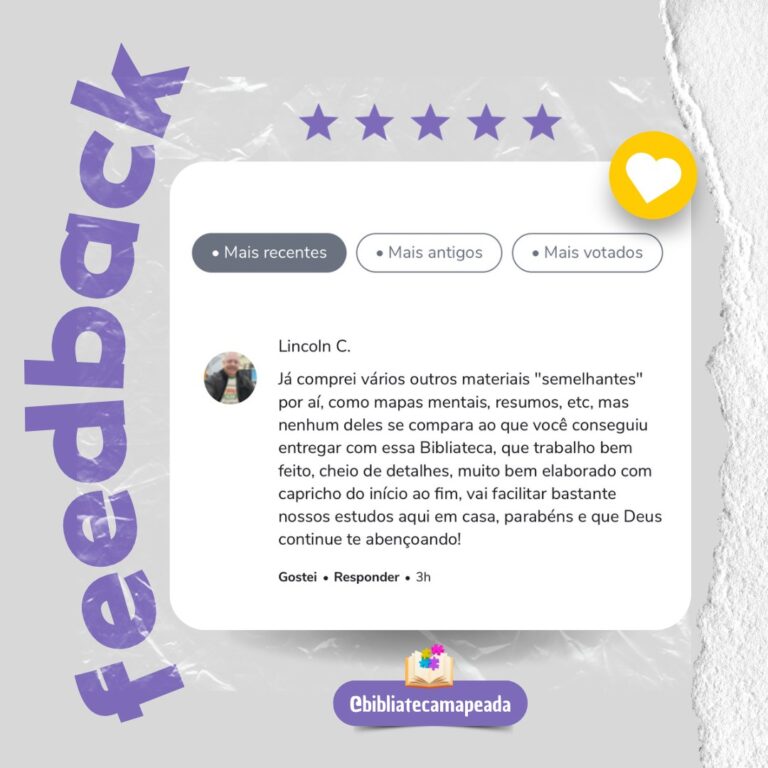 feedback
• Mais recentes
• Mais antigos
• Mais votados
Lincoln C.
Já comprei vários outros materiais "semelhantes"
por aí, como mapas mentais, resumos, etc, mas
nenhum deles se compara ao que você conseguiu
entregar com essa Bibliateca, que trabalho bem
feito, cheio de detalhes, muito bem elaborado com
capricho do início ao fim, vai facilitar bastante
nossos estudos aqui em casa, parabéns e que Deus
continue te abençoando!
Gostei • Responder • 3h
@bibliatecamapeada